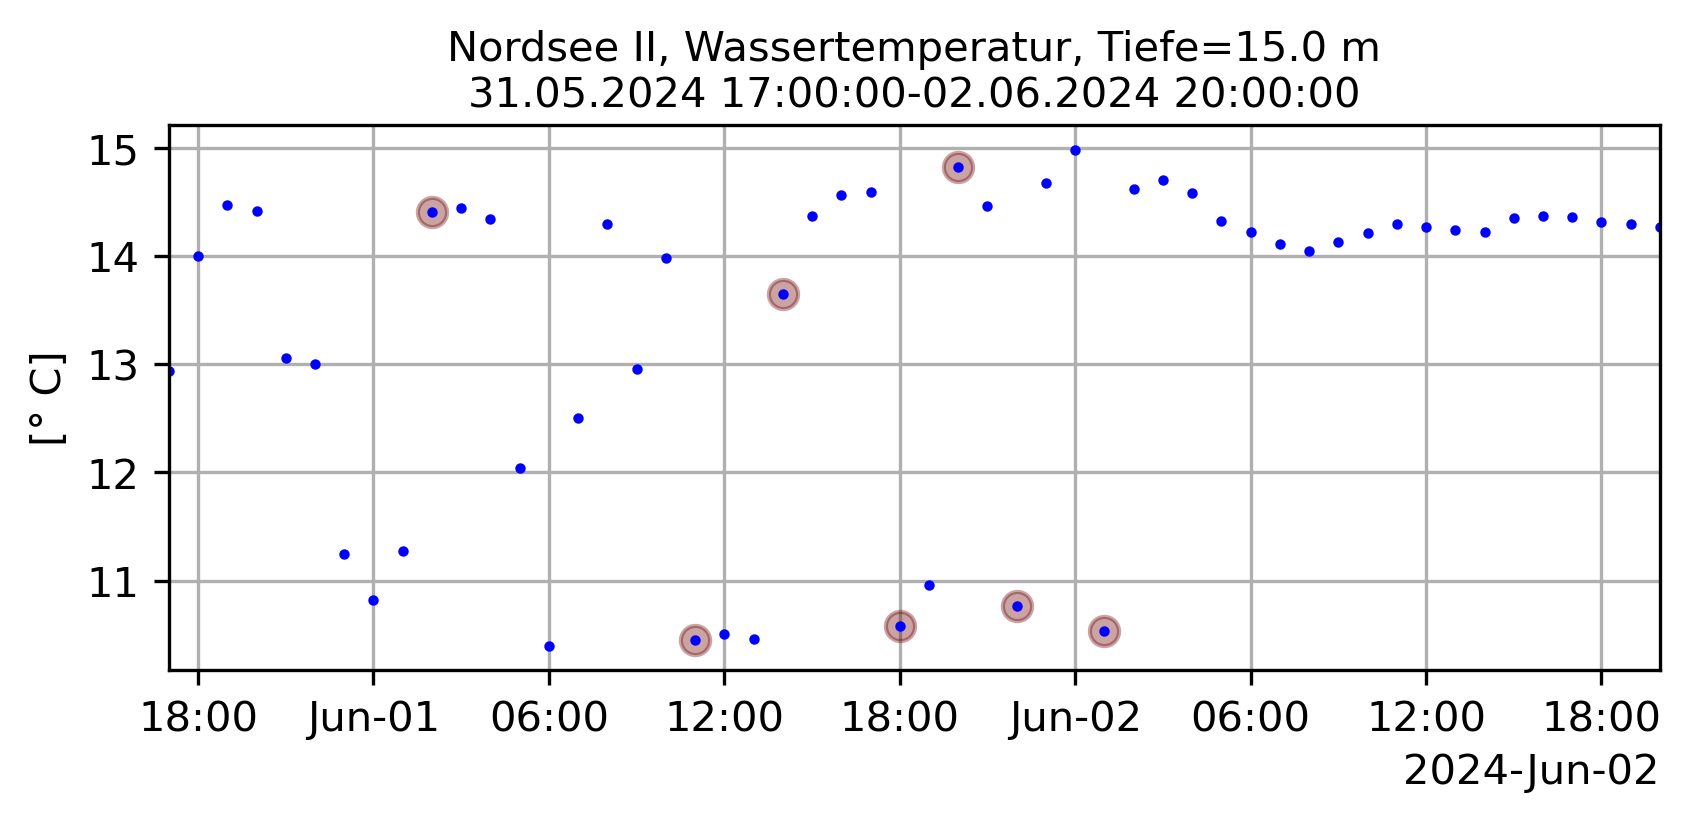 Nordsee II, Wassertemperatur, Tiefe=15.0 m
31.05.2024 17:00:00-02.06.2024 20:00:00
[° C]
15
14
13
12
11
18:00 Jun-01 06:00 12:00 18:00 Jun-02 06:00 12:00 18:00
2024-Jun-02